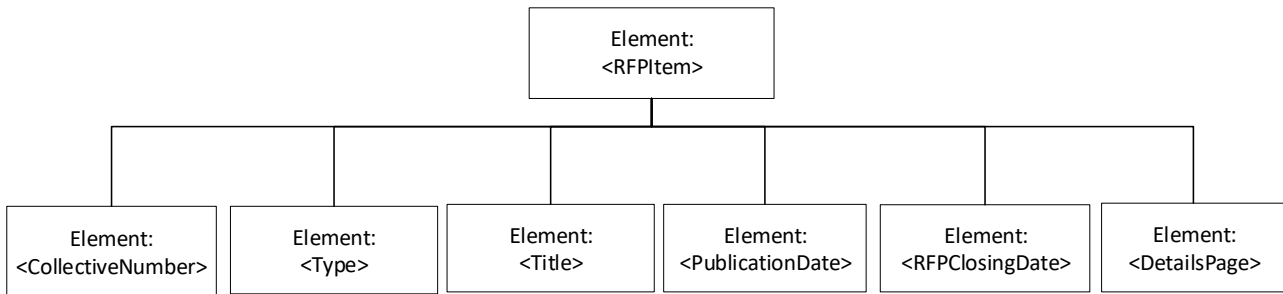 Element:
<RFPItem>
Element:
<CollectiveNumber>
Element:
<Type>
Element:
<Title>
Element:
<PublicationDate>
Element:
<RFPClosingDate>
Element:
<DetailsPage>